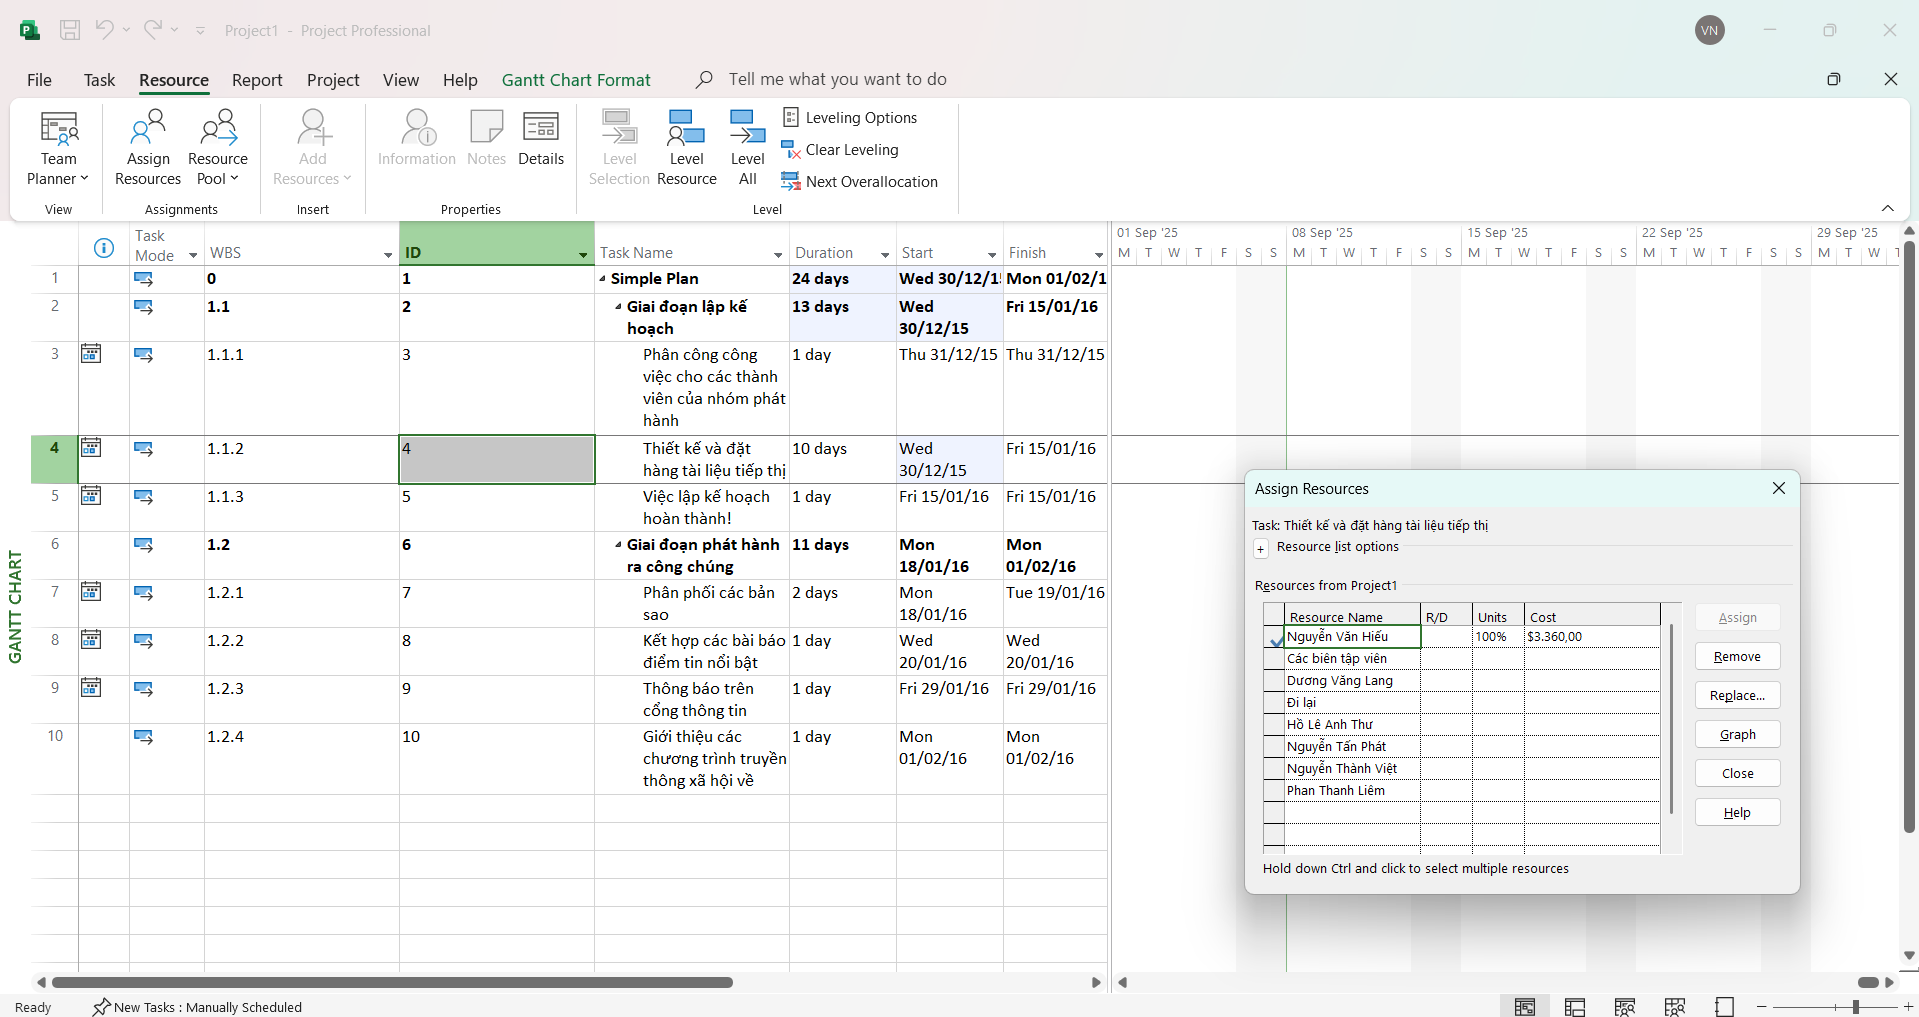 Project1 - Project Professional
VN
File Task Resource Report Project View Help Gantt Chart Format Tell me what you want to do
Team Planner
Assign Resources
Resource Pool
Add Resources
Information
Notes
Details
Level Selection
Level Resource
Level All
Leveling Options
Clear Leveling
Next Overallocation
View Assignments Insert Properties Level
Task Mode WBS ID Task Name Duration Start Finish
01 Sep '25 08 Sep '25 15 Sep '25 22 Sep '25 29 Sep '25
M T W T F S S M T W T F S S M T W T F S S M T W T F S S M T W
1 0 1 Simple Plan 24 days Wed 30/12/1 Mon 01/02/1
2 1.1 2 Giai đoạn lập kế 13 days Wed Fri 15/01/16
hoạch 30/12/15
3 1.1.1 3 Phân công công 1 day Thu 31/12/15 Thu 31/12/15
việc cho các thành
viên của nhóm phát
hành
4 1.1.2 4 Thiết kế và đặt 10 days Wed Fri 15/01/16
hàng tài liệu tiếp thị 30/12/15
5 1.1.3 5 Việc lập kế hoạch 1 day Fri 15/01/16 Fri 15/01/16
hoàn thành!
6 1.2 6 Giai đoạn phát hành 11 days Mon Mon
ra công chúng 18/01/16 01/02/16
7 1.2.1 7 Phân phối các bản 2 days Mon Tue 19/01/16
sao 18/01/16
8 1.2.2 8 Kết hợp các bài báo 1 day Wed Wed
điểm tin nổi bật 20/01/16 20/01/16
9 1.2.3 9 Thông báo trên 1 day Fri 29/01/16 Fri 29/01/16
cổng thông tin
10 1.2.4 10 Giới thiệu các 1 day Mon Mon
chương trình truyền 01/02/16 01/02/16
thông xã hội về
GANTT CHART
Assign Resources
Task: Thiết kế và đặt hàng tài liệu tiếp thị
+ Resource list options
Resources from Project1
Resource Name R/D Units Cost
Nguyễn Văn Hiếu 100% $3.360,00
Các biên tập viên
Dương Văng Lang
Đi lại
Hồ Lê Anh Thư
Nguyễn Tấn Phát
Nguyễn Thành Việt
Phan Thanh Liêm
Assign
Remove
Replace...
Graph
Close
Help
Hold down Ctrl and click to select multiple resources
Ready New Tasks : Manually Scheduled